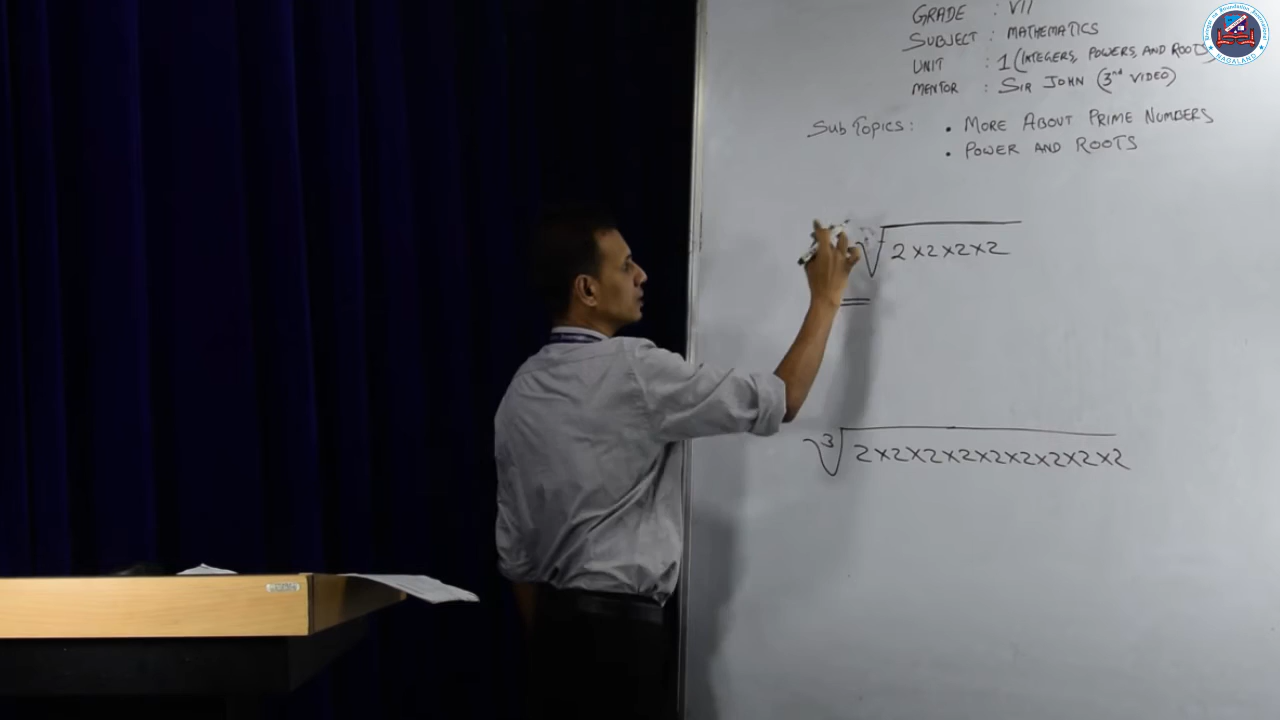 GRADE : VII
SUBJECT : MATHEMATICS
UNIT : 1 (INTEGERS, POWERS, AND ROOTS)
MENTOR : SIR JOHN (3rd VIDEO)
SUB TOPICS : • MORE ABOUT PRIME NUMBERS
• POWER AND ROOTS
√2×2×2×2
∛2×2×2×2×2×2×2×2×2
NAGALAND